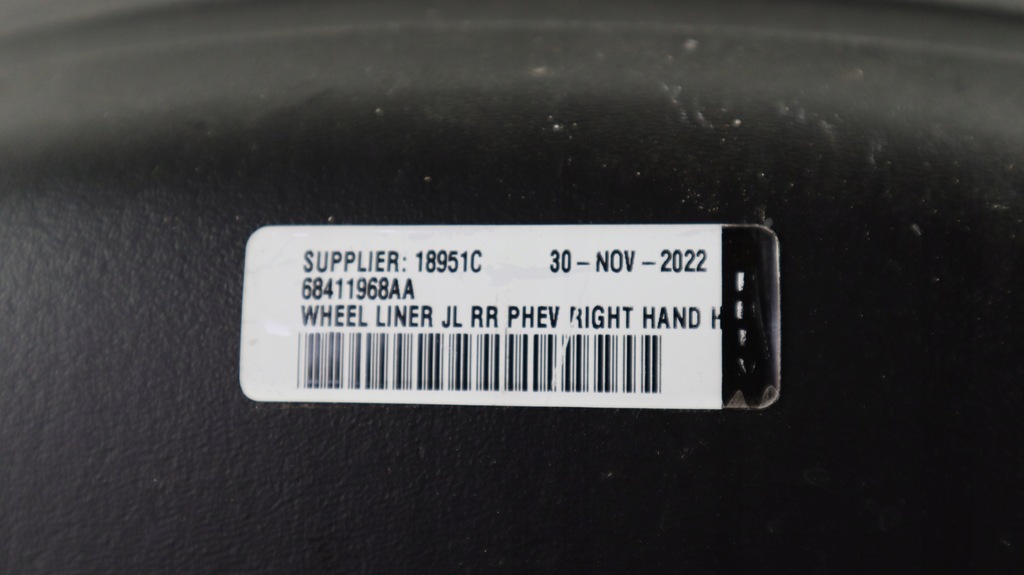 SUPPLIER: 18951C 30-NOV-2022
68411968AA
WHEEL LINER JL RR PHEV RIGHT HAND H